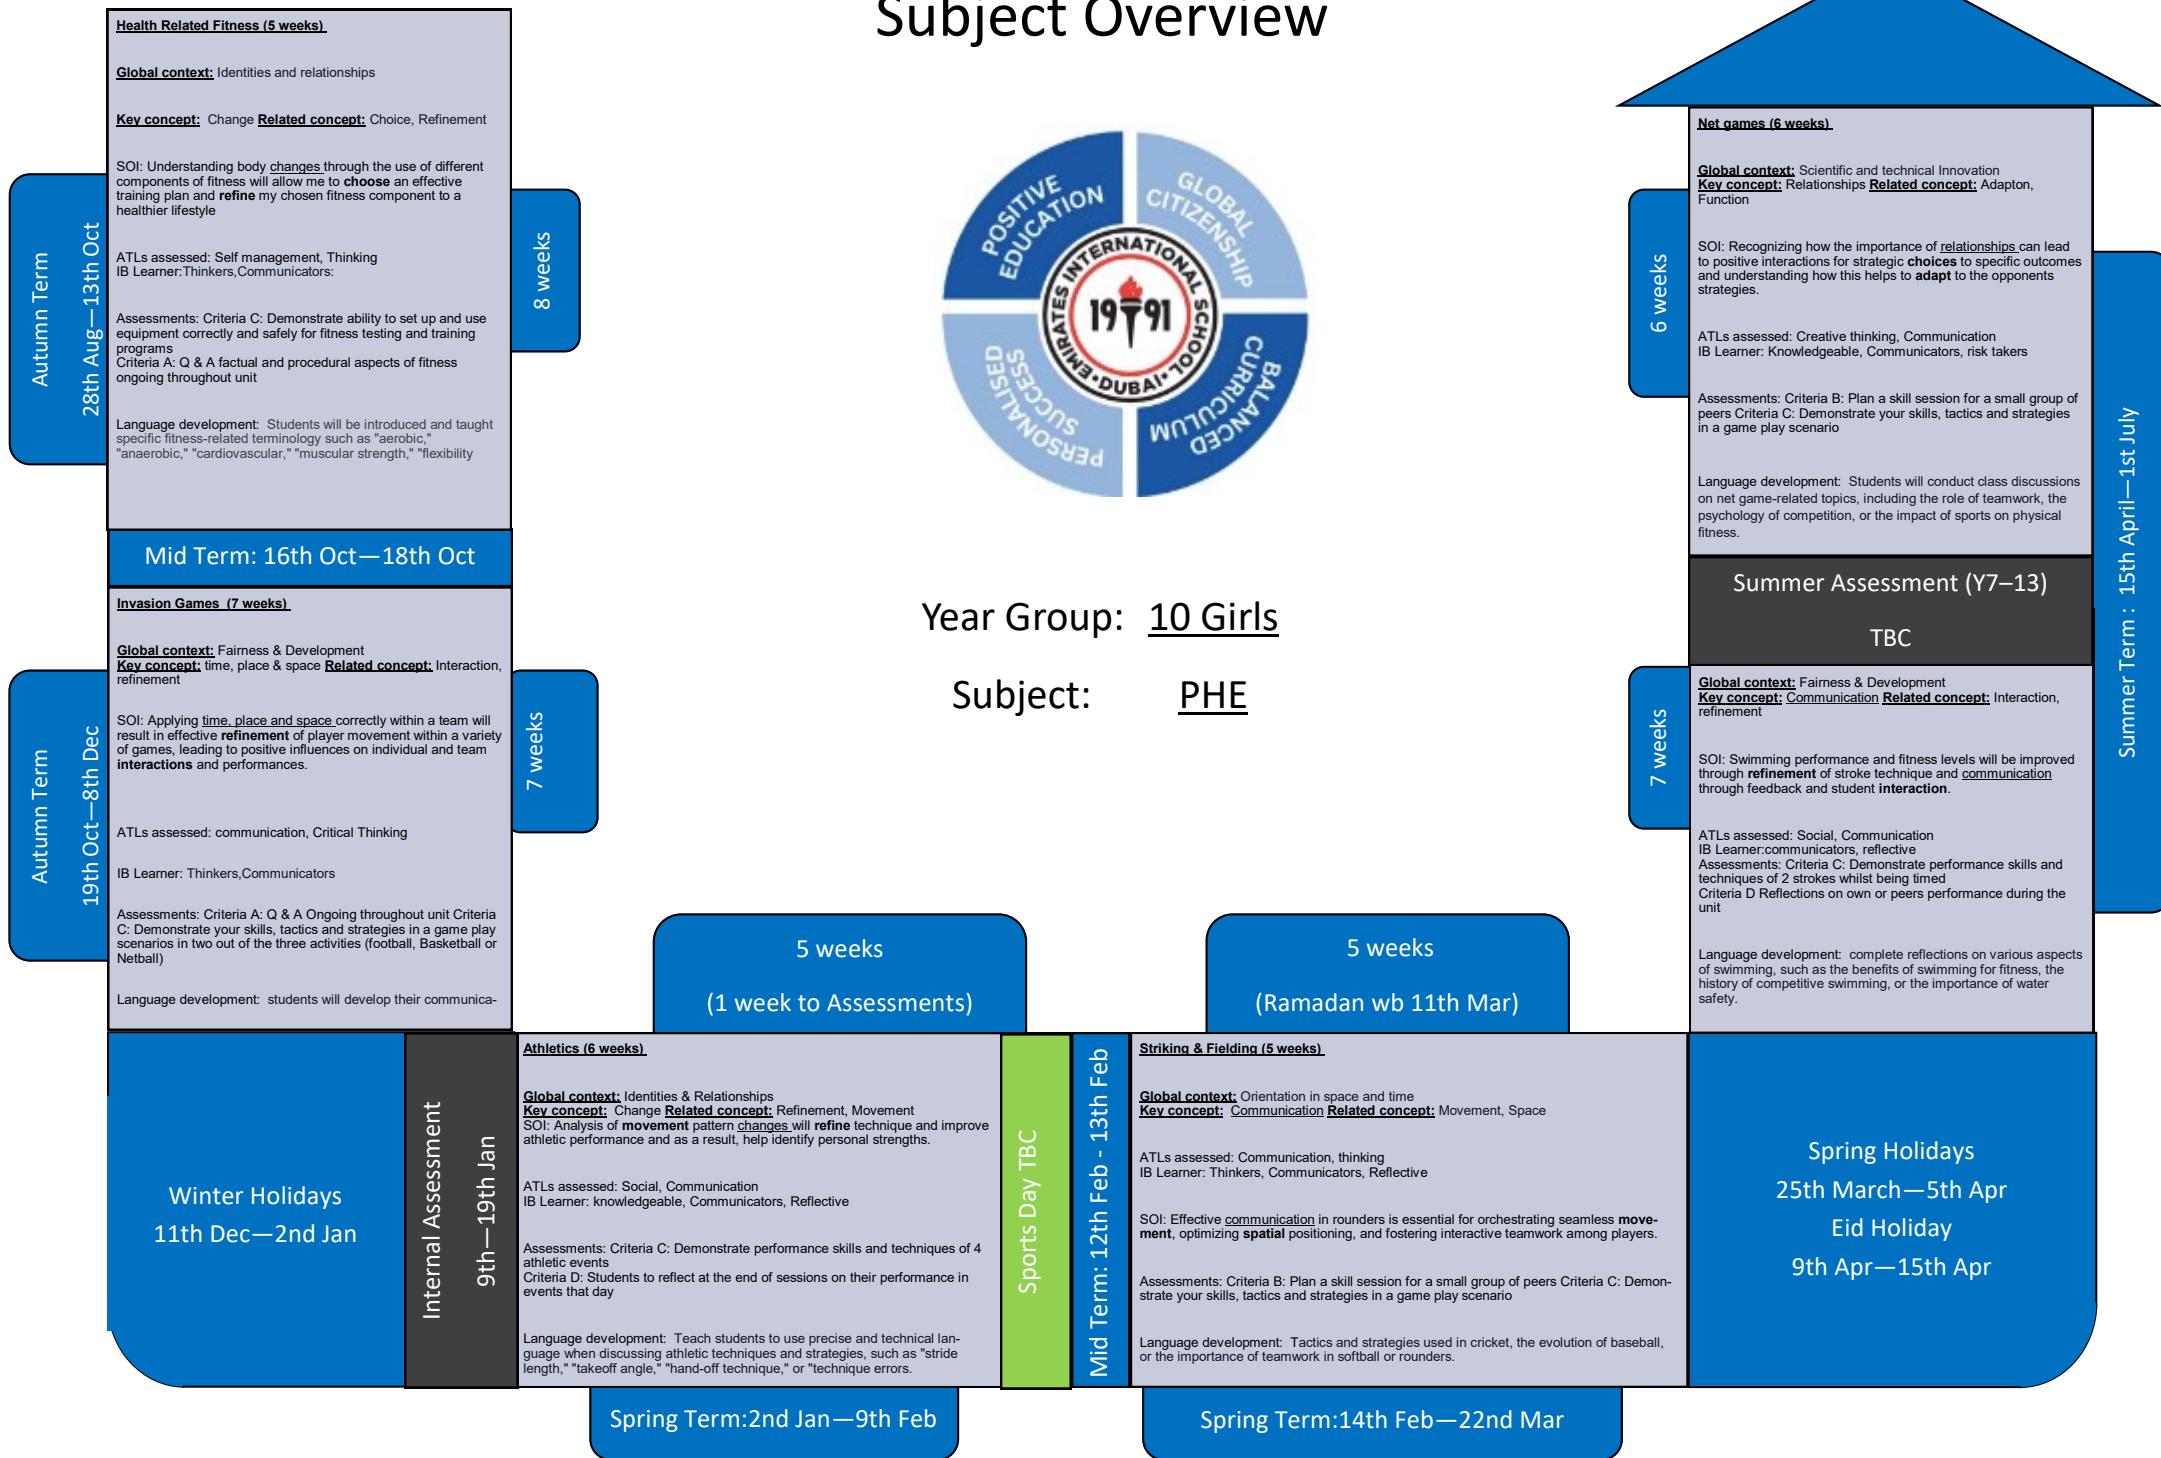 Subject Overview
Health Related Fitness (5 weeks)
Global context: Identities and relationships
Key concept: Change Related concept: Choice, Refinement
SOI: Understanding body changes through the use of different
components of fitness will allow me to choose an effective
training plan and refine my chosen fitness component to a
healthier lifestyle
ATLs assessed: Self management, Thinking
IB Learner:Thinkers,Communicators:
Assessments: Criteria C: Demonstrate ability to set up and use
equipment correctly and safely for fitness testing and training
programs
Criteria A: Q & A factual and procedural aspects of fitness
ongoing throughout unit
Language development: Students will be introduced and taught
specific fitness-related terminology such as "aerobic,"
"anaerobic," "cardiovascular," "muscular strength," "flexibility
Autumn Term
28th Aug—13th Oct
8 weeks
Mid Term: 16th Oct—18th Oct
Invasion Games (7 weeks)
Global context: Fairness & Development
Key concept: time, place & space Related concept: Interaction,
refinement
SOI: Applying time, place and space correctly within a team will
result in effective refinement of player movement within a variety
of games, leading to positive influences on individual and team
interactions and performances.
ATLs assessed: communication, Critical Thinking
IB Learner: Thinkers,Communicators
Assessments: Criteria A: Q & A Ongoing throughout unit Criteria
C: Demonstrate your skills, tactics and strategies in a game play
scenarios in two out of the three activities (football, Basketball or
Netball)
Language development: students will develop their communica-
Autumn Term
19th Oct—8th Dec
7 weeks
Winter Holidays
11th Dec—2nd Jan
Internal Assessment
9th—19th Jan
5 weeks
(1 week to Assessments)
Athletics (6 weeks)
Global context: Identities & Relationships
Key concept: Change Related concept: Refinement, Movement
SOI: Analysis of movement pattern changes will refine technique and improve
athletic performance and as a result, help identify personal strengths.
ATLs assessed: Social, Communication
IB Learner: knowledgeable, Communicators, Reflective
Assessments: Criteria C: Demonstrate performance skills and techniques of 4
athletic events
Criteria D: Students to reflect at the end of sessions on their performance in
events that day
Language development: Teach students to use precise and technical lan-
guage when discussing athletic techniques and strategies, such as "stride
length," "takeoff angle," "hand-off technique," or "technique errors.
Spring Term:2nd Jan—9th Feb
Sports Day TBC
Mid Term: 12th Feb - 13th Feb
5 weeks
(Ramadan wb 11th Mar)
Striking & Fielding (5 weeks)
Global context: Orientation in space and time
Key concept: Communication Related concept: Movement, Space
ATLs assessed: Communication, thinking
IB Learner: Thinkers, Communicators, Reflective
SOI: Effective communication in rounders is essential for orchestrating seamless move-
ment, optimizing spatial positioning, and fostering interactive teamwork among players.
Assessments: Criteria B: Plan a skill session for a small group of peers Criteria C: Demon-
strate your skills, tactics and strategies in a game play scenario
Language development: Tactics and strategies used in cricket, the evolution of baseball,
or the importance of teamwork in softball or rounders.
Spring Term:14th Feb—22nd Mar
Spring Holidays
25th March—5th Apr
Eid Holiday
9th Apr—15th Apr
Global context: Fairness & Development
Key concept: Communication Related concept: Interaction,
refinement
SOI: Swimming performance and fitness levels will be improved
through refinement of stroke technique and communication
through feedback and student interaction.
ATLs assessed: Social, Communication
IB Learner:communicators, reflective
Assessments: Criteria C: Demonstrate performance skills and
techniques of 2 strokes whilst being timed
Criteria D Reflections on own or peers performance during the
unit
Language development: complete reflections on various aspects
of swimming, such as the benefits of swimming for fitness, the
history of competitive swimming, or the importance of water
safety.
7 weeks
Summer Assessment (Y7–13)
TBC
Net games (6 weeks)
Global context: Scientific and technical Innovation
Key concept: Relationships Related concept: Adapton,
Function
SOI: Recognizing how the importance of relationships can lead
to positive interactions for strategic choices to specific outcomes
and understanding how this helps to adapt to the opponents
strategies.
ATLs assessed: Creative thinking, Communication
IB Learner: Knowledgeable, Communicators, risk takers
Assessments: Criteria B: Plan a skill session for a small group of
peers Criteria C: Demonstrate your skills, tactics and strategies
in a game play scenario
Language development: Students will conduct class discussions
on net game-related topics, including the role of teamwork, the
psychology of competition, or the impact of sports on physical
fitness.
6 weeks
Summer Term : 15th April—1st July
POSITIVE
EDUCATION
GLOBAL
CITIZENSHIP
BALANCED
CURRICULUM
PERSONALISED
SUCCESS
EMIRATES INTERNATIONAL SCHOOL
•DUBAI•
1991
Year Group: 10 Girls
Subject: PHE